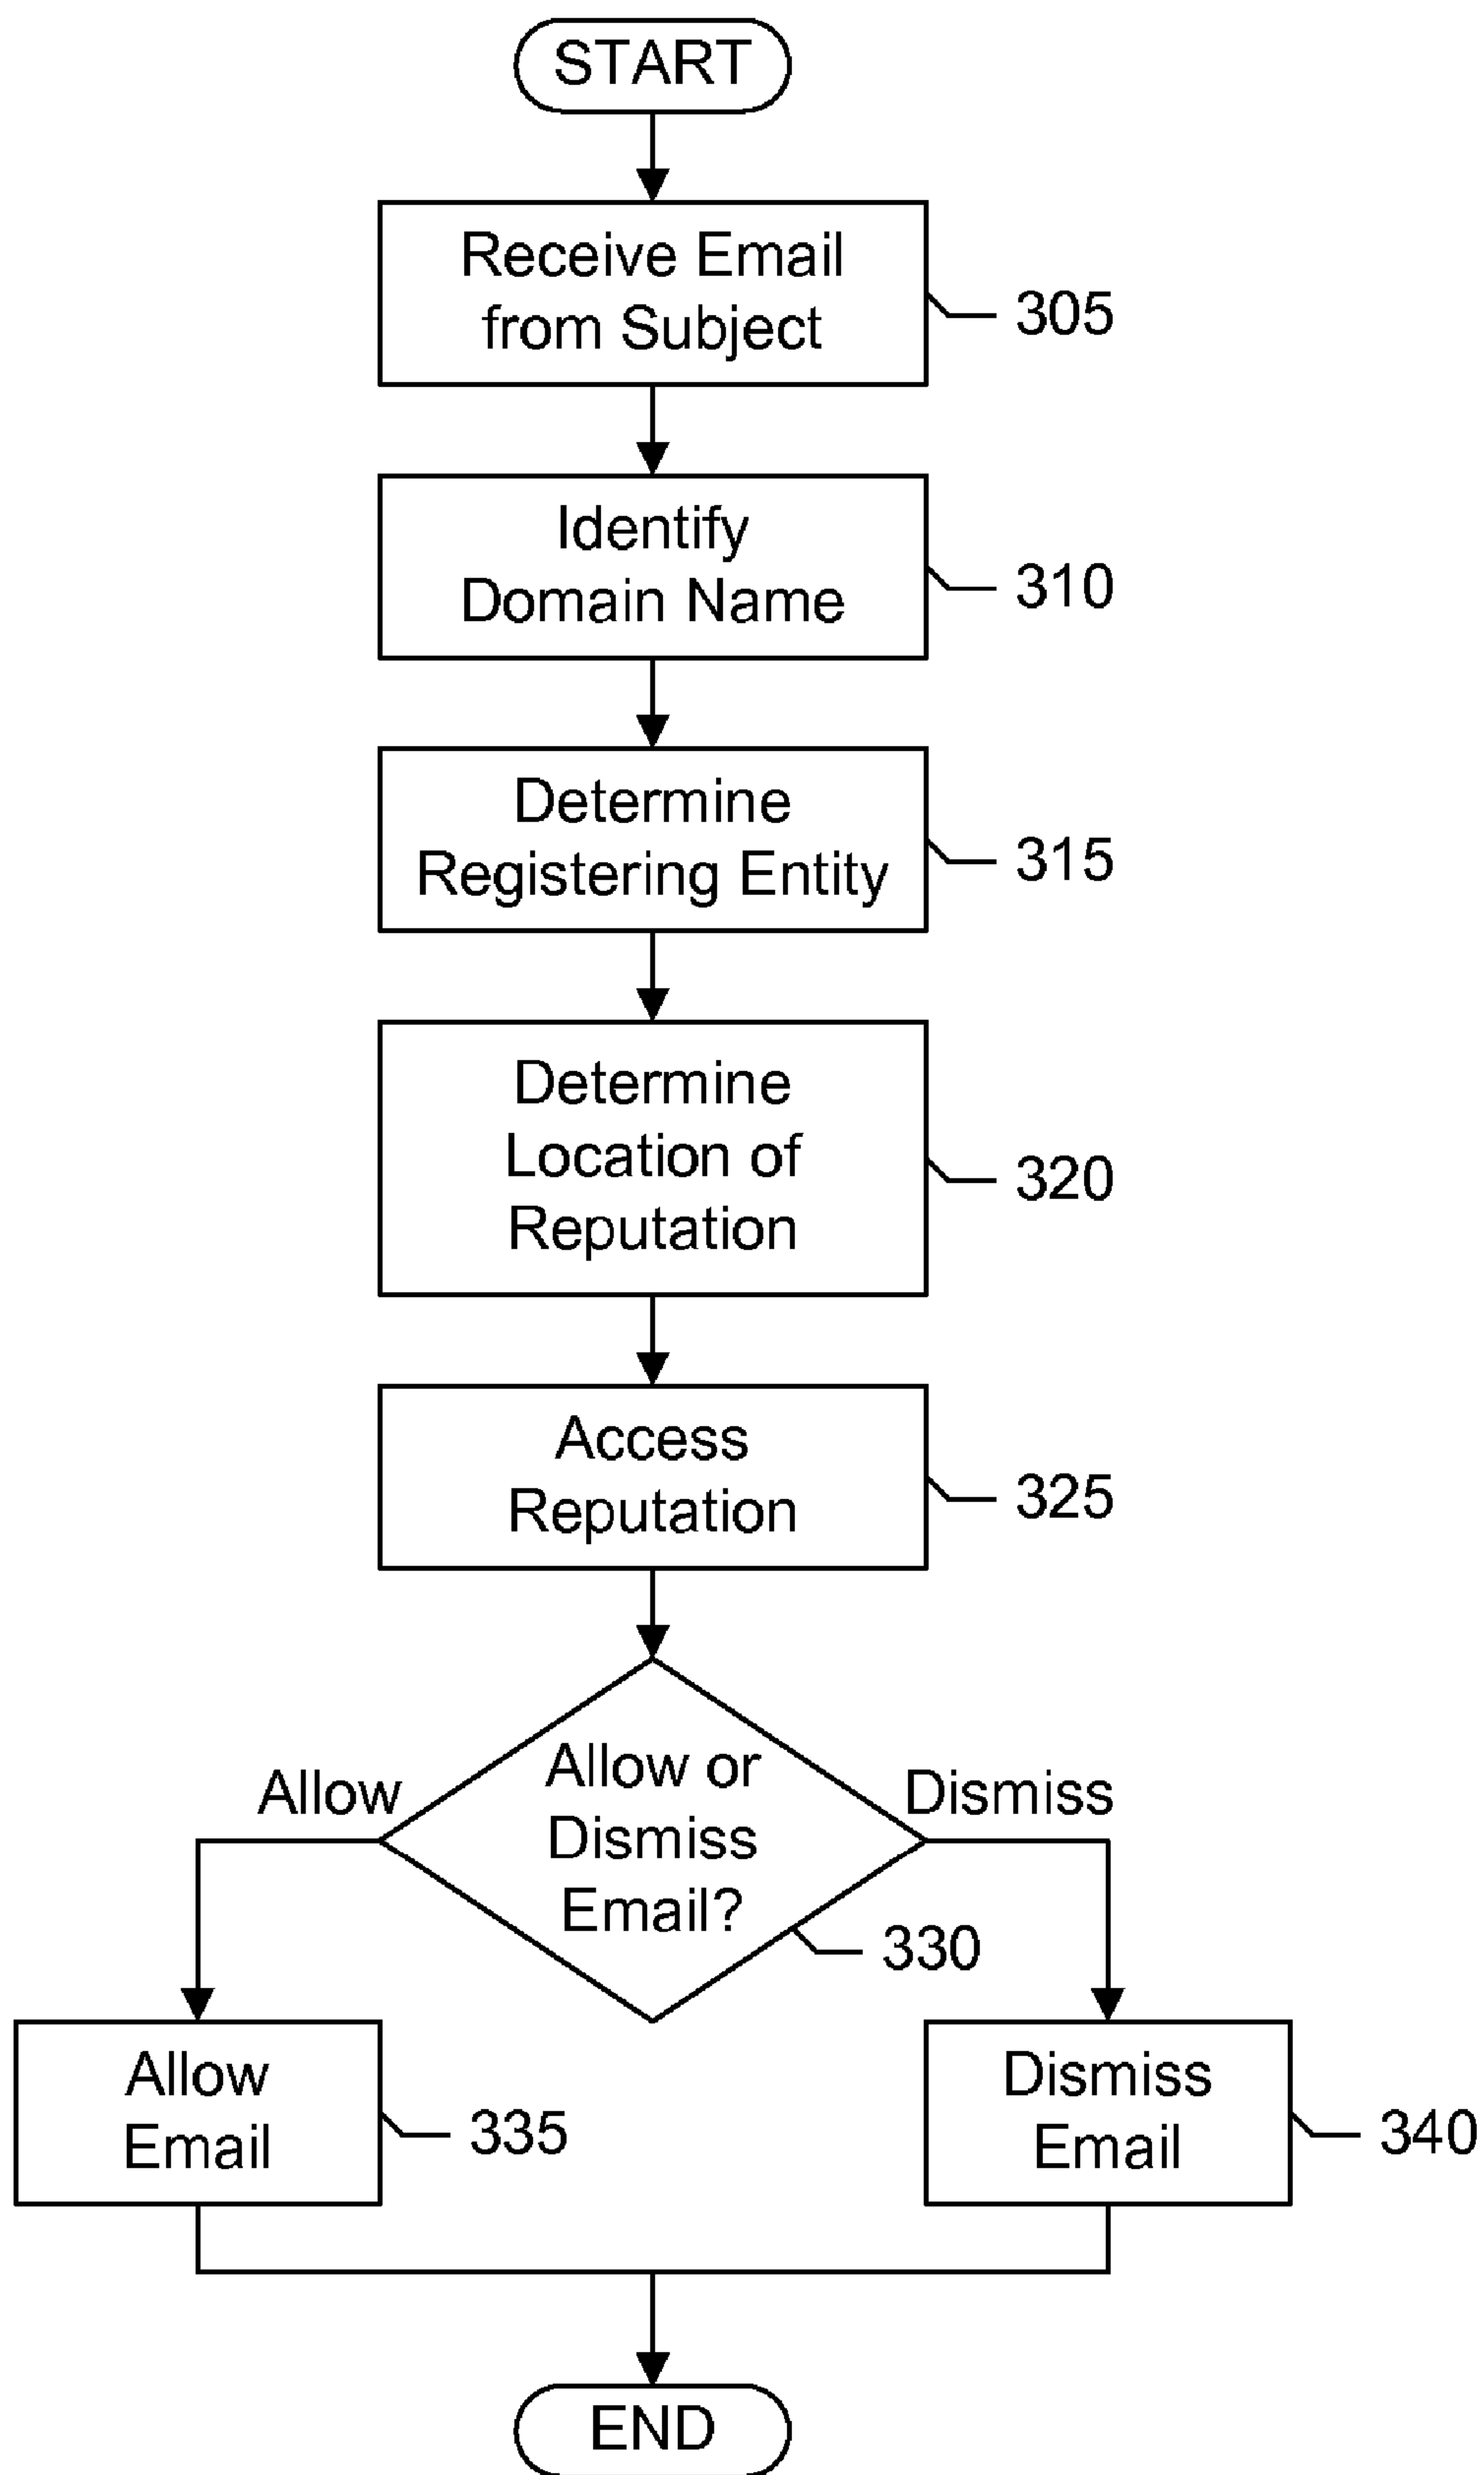 START
Receive Email
from Subject
305
Identify
Domain Name
310
Determine
Registering Entity
315
Determine
Location of
Reputation
320
Access
Reputation
325
Allow
Allow or
Dismiss
Email?
Dismiss
330
Allow
Email
335
Dismiss
Email
340
END